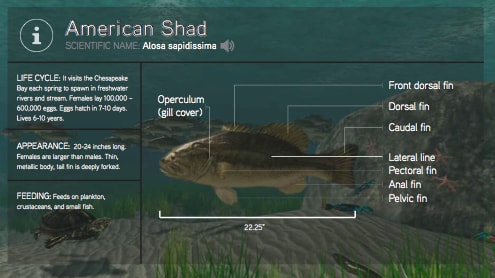 American Shad
SCIENTIFIC NAME: Alosa sapidissima
LIFE CYCLE: It visits the Chesapeake
Bay each spring to spawn in freshwater
rivers and stream. Females lay 100,000 –
600,000 eggs. Eggs hatch in 7-10 days.
Lives 6-10 years.
APPEARANCE: 20-24 inches long.
Females are larger than males. Thin,
metallic body, tail fin is deeply forked.
FEEDING: Feeds on plankton,
crustaceans, and small fish.
Operculum
(gill cover)
Front dorsal fin
Dorsal fin
Caudal fin
Lateral line
Pectoral fin
Anal fin
Pelvic fin
22.25"